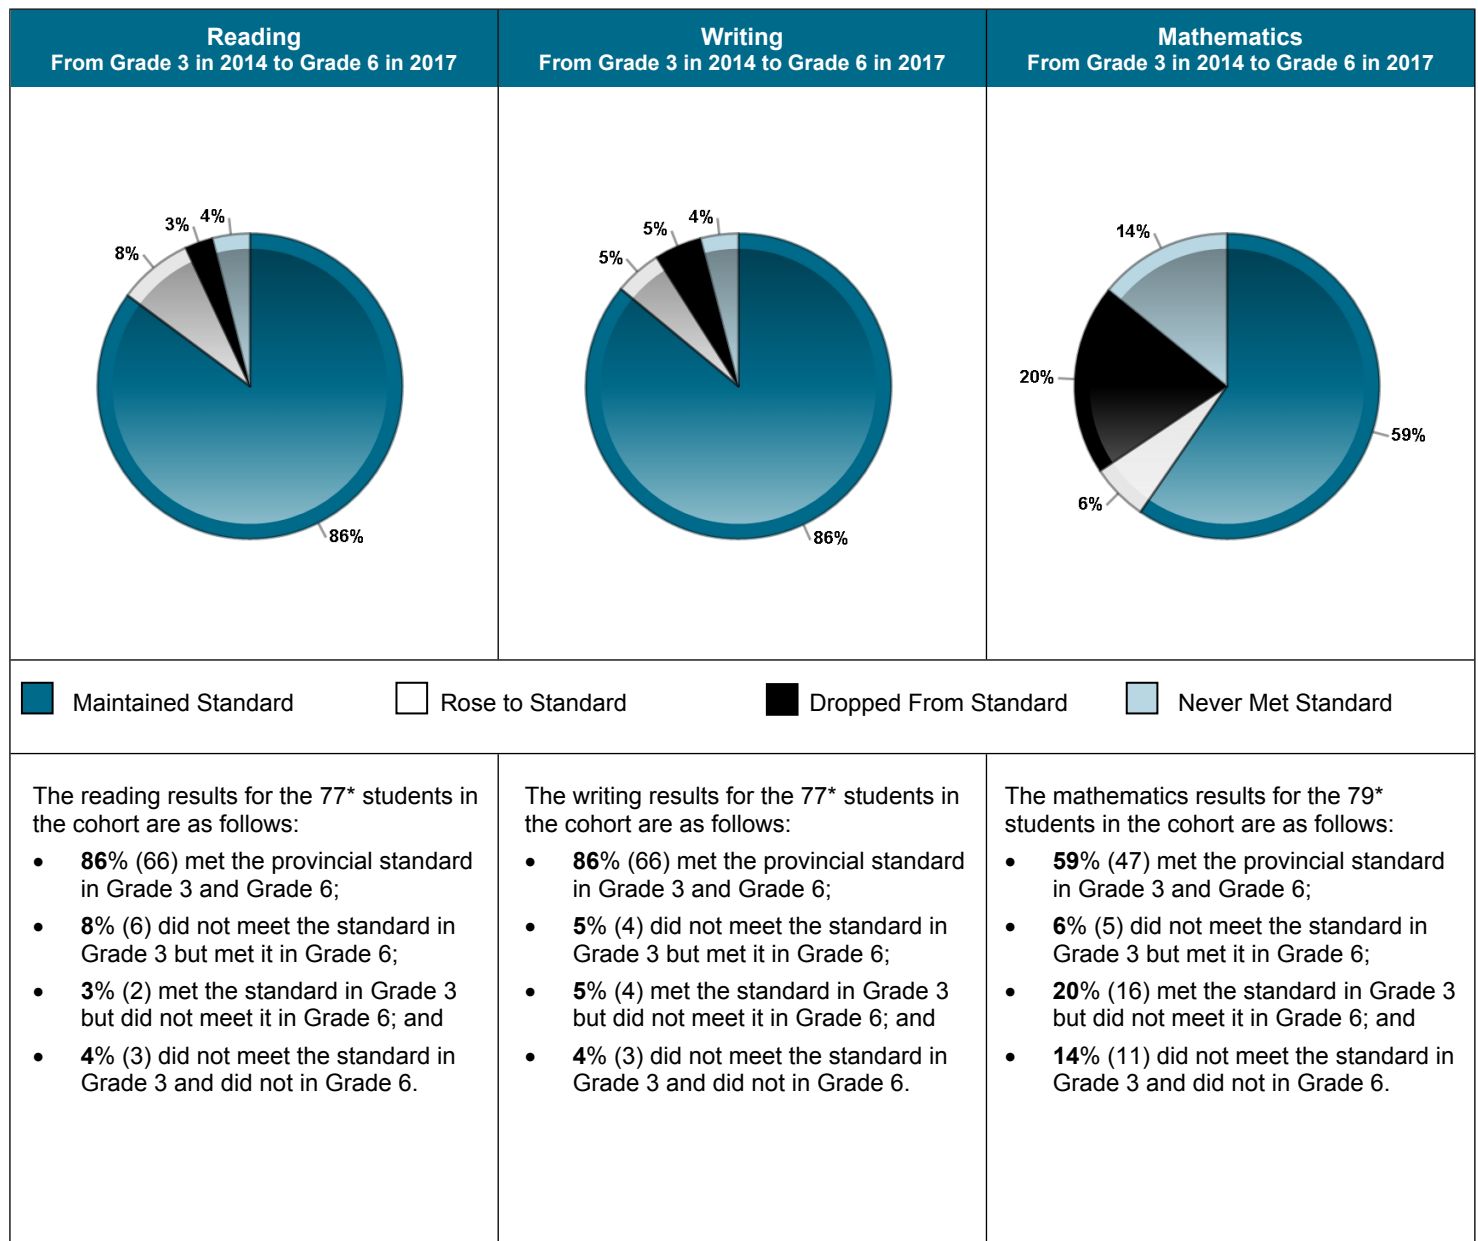 Reading
From Grade 3 in 2014 to Grade 6 in 2017
Writing
From Grade 3 in 2014 to Grade 6 in 2017
Mathematics
From Grade 3 in 2014 to Grade 6 in 2017
8%
3%
4%
86%
5%
5%
4%
86%
14%
20%
6%
59%
Maintained Standard
Rose to Standard
Dropped From Standard
Never Met Standard
The reading results for the 77* students in
the cohort are as follows:
• 86% (66) met the provincial standard
in Grade 3 and Grade 6;
• 8% (6) did not meet the standard in
Grade 3 but met it in Grade 6;
• 3% (2) met the standard in Grade 3
but did not meet it in Grade 6; and
• 4% (3) did not meet the standard in
Grade 3 and did not in Grade 6.
The writing results for the 77* students in
the cohort are as follows:
• 86% (66) met the provincial standard
in Grade 3 and Grade 6;
• 5% (4) did not meet the standard in
Grade 3 but met it in Grade 6;
• 5% (4) met the standard in Grade 3
but did not meet it in Grade 6; and
• 4% (3) did not meet the standard in
Grade 3 and did not in Grade 6.
The mathematics results for the 79*
students in the cohort are as follows:
• 59% (47) met the provincial standard
in Grade 3 and Grade 6;
• 6% (5) did not meet the standard in
Grade 3 but met it in Grade 6;
• 20% (16) met the standard in Grade 3
but did not meet it in Grade 6; and
• 14% (11) did not meet the standard in
Grade 3 and did not in Grade 6.